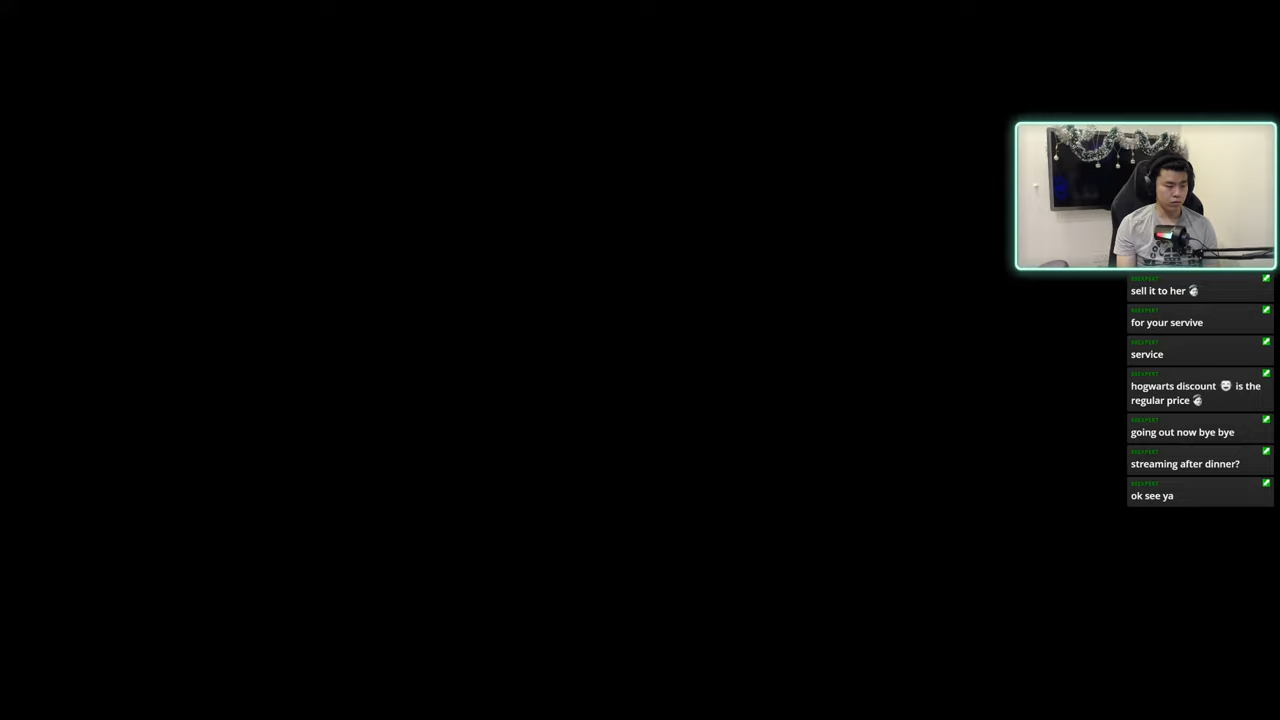 sell it to her
for your servive
service
hogwarts discount is the
regular price
going out now bye bye
streaming after dinner?
ok see ya